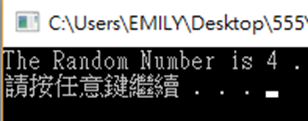 C:\Users\EMILY\Desktop\555
The Random Number is 4 .
請按任意鍵繼續 . . .